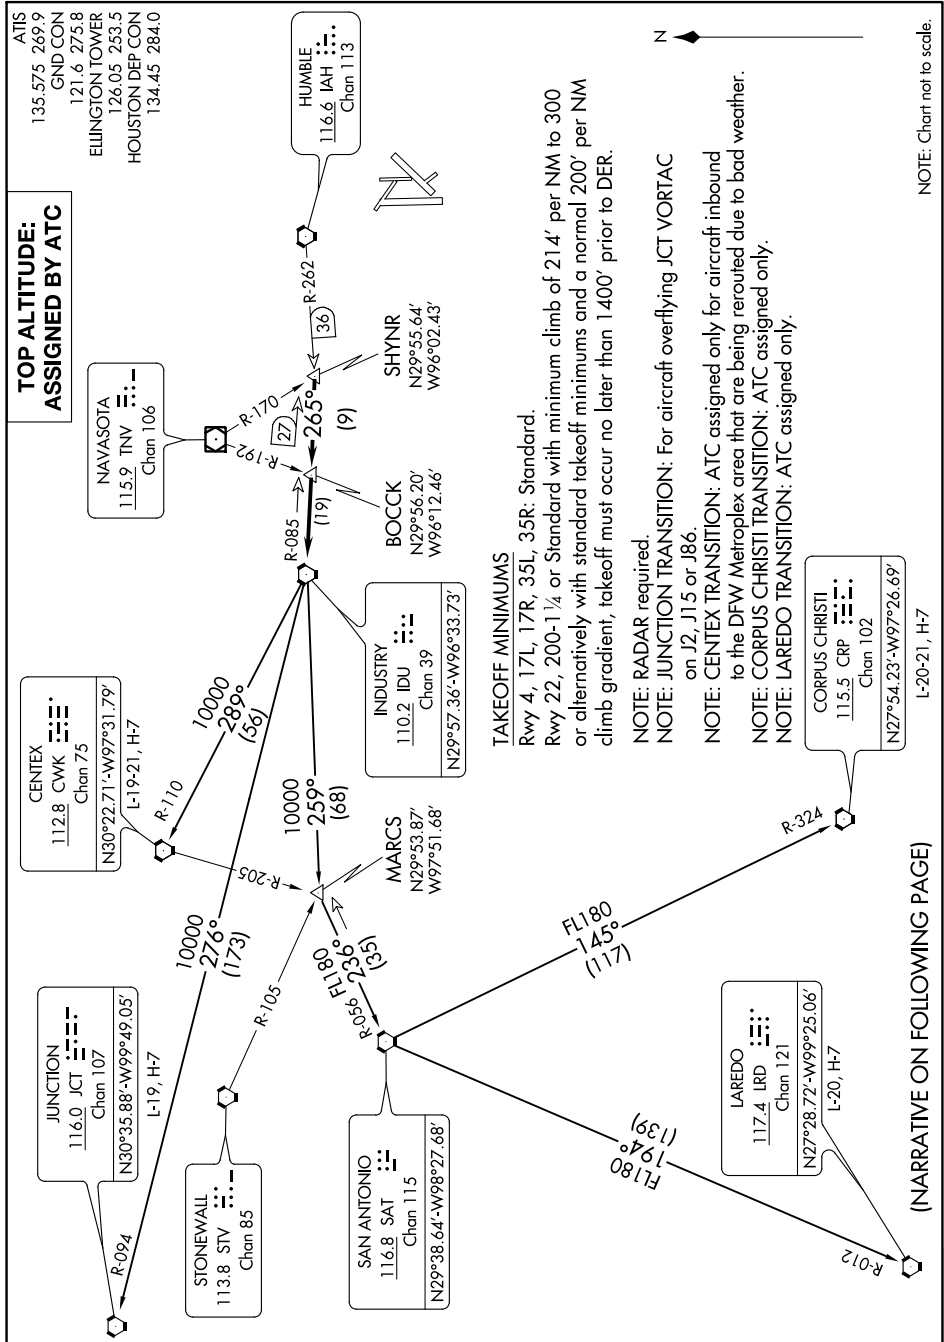 TOP ALTITUDE:
ASSIGNED BY ATC
ATIS
135.575 269.9
GND CON
121.6 275.8
ELLINGTON TOWER
126.05 253.5
HOUSTON DEP CON
134.45 284.0
JUNCTION
116.0 JCT
Chan 107
N30°35.88'-W99°49.05'
L-19, H-7
R-094
CENTEX
112.8 CWK
Chan 75
N30°22.71'-W97°31.79'
L-19-21, H-7
R-110
R-205
NAVASOTA
115.9 TNV
Chan 106
R-170
R-192
HUMBLE
116.6 IAH
Chan 113
R-262
36
27
10000
276°
(173)
10000
289°
(56)
10000
259°
(68)
R-085
(19)
265°
(9)
STONEWALL
113.8 STV
Chan 85
R-105
MARCS
N29°53.87'
W97°51.68'
INDUSTRY
110.2 IDU
Chan 39
N29°57.36'-W96°33.73'
BOCCK
N29°56.20'
W96°12.46'
SHYNR
N29°55.64'
W96°02.43'
SAN ANTONIO
116.8 SAT
Chan 115
N29°38.64'-W98°27.68'
R-056
FL180
236°
(35)
FL180
145°
(117)
FL180
194°
(139)
R-324
R-012
LAREDO
117.4 LRD
Chan 121
N27°28.72'-W99°25.06'
L-20, H-7
CORPUS CHRISTI
115.5 CRP
Chan 102
N27°54.23'-W97°26.69'
L-20-21, H-7
TAKEOFF MINIMUMS
Rwy 4, 17L, 17R, 35L, 35R: Standard.
Rwy 22, 200-1¼ or Standard with minimum climb of 214' per NM to 300
or alternatively with standard takeoff minimums and a normal 200' per NM
climb gradient, takeoff must occur no later than 1400' prior to DER.
NOTE: RADAR required.
NOTE: JUNCTION TRANSITION: For aircraft overflying JCT VORTAC
on J2, J15 or J86.
NOTE: CENTEX TRANSITION: ATC assigned only for aircraft inbound
to the DFW Metroplex area that are being rerouted due to bad weather.
NOTE: CORPUS CHRISTI TRANSITION: ATC assigned only.
NOTE: LAREDO TRANSITION: ATC assigned only.
N
(NARRATIVE ON FOLLOWING PAGE)
NOTE: Chart not to scale.